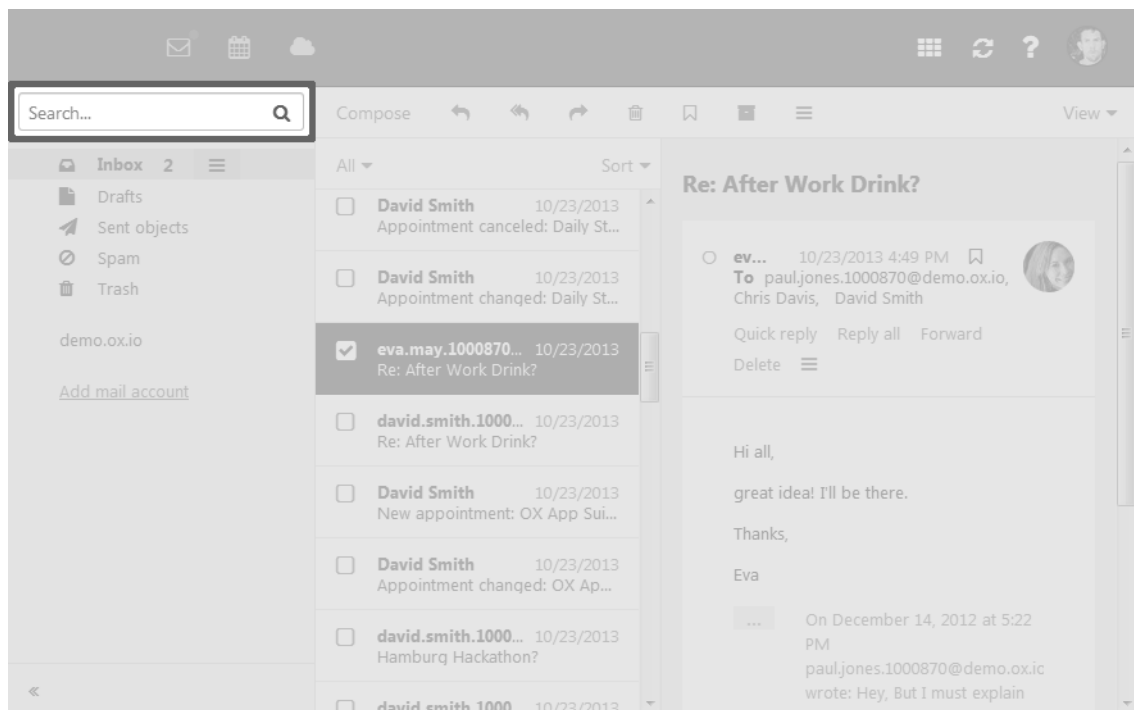 Search...
Compose
View
Inbox 2
Drafts
Sent objects
Spam
Trash
demo.ox.io
Add mail account
All Sort
David Smith 10/23/2013
Appointment canceled: Daily St...
David Smith 10/23/2013
Appointment changed: Daily St...
eva.may.1000870... 10/23/2013
Re: After Work Drink?
david.smith.1000... 10/23/2013
Re: After Work Drink?
David Smith 10/23/2013
New appointment: OX App Sui...
David Smith 10/23/2013
Appointment changed: OX Ap...
david.smith.1000... 10/23/2013
Hamburg Hackathon?
david.smith.1000... 10/23/2013
Re: After Work Drink?
ev... 10/23/2013 4:49 PM
To paul.jones.1000870@demo.ox.io,
Chris Davis, David Smith
Quick reply Reply all Forward
Delete
Hi all,
great idea! I'll be there.
Thanks,
Eva
... On December 14, 2012 at 5:22
PM
paul.jones.1000870@demo.ox.ic
wrote: Hey, But I must explain